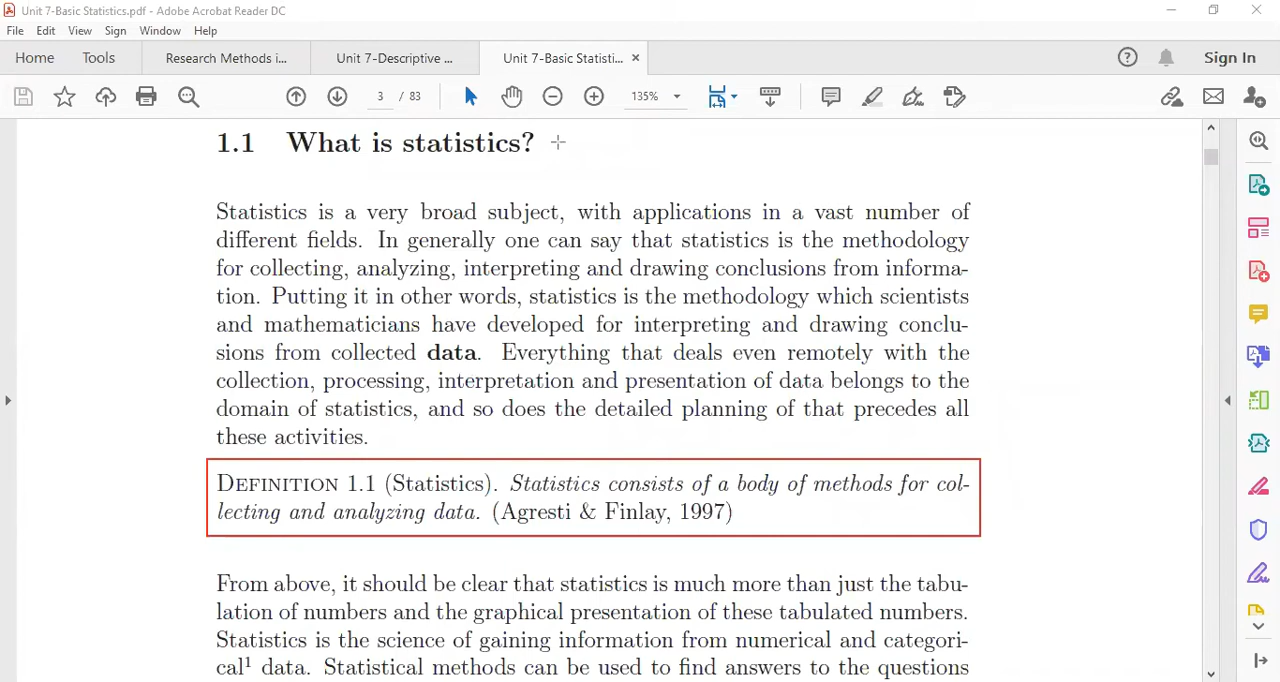 Unit 7-Basic Statistics.pdf - Adobe Acrobat Reader DC
File Edit View Sign Window Help
Home Tools Research Methods i... Unit 7-Descriptive ... Unit 7-Basic Statisti... × Sign In
3 / 83 135%
1.1 What is statistics?
Statistics is a very broad subject, with applications in a vast number of
different fields. In generally one can say that statistics is the methodology
for collecting, analyzing, interpreting and drawing conclusions from informa-
tion. Putting it in other words, statistics is the methodology which scientists
and mathematicians have developed for interpreting and drawing conclu-
sions from collected data. Everything that deals even remotely with the
collection, processing, interpretation and presentation of data belongs to the
domain of statistics, and so does the detailed planning of that precedes all
these activities.
DEFINITION 1.1 (Statistics). Statistics consists of a body of methods for col-
lecting and analyzing data. (Agresti & Finlay, 1997)
From above, it should be clear that statistics is much more than just the tabu-
lation of numbers and the graphical presentation of these tabulated numbers.
Statistics is the science of gaining information from numerical and categori-
cal¹ data. Statistical methods can be used to find answers to the questions